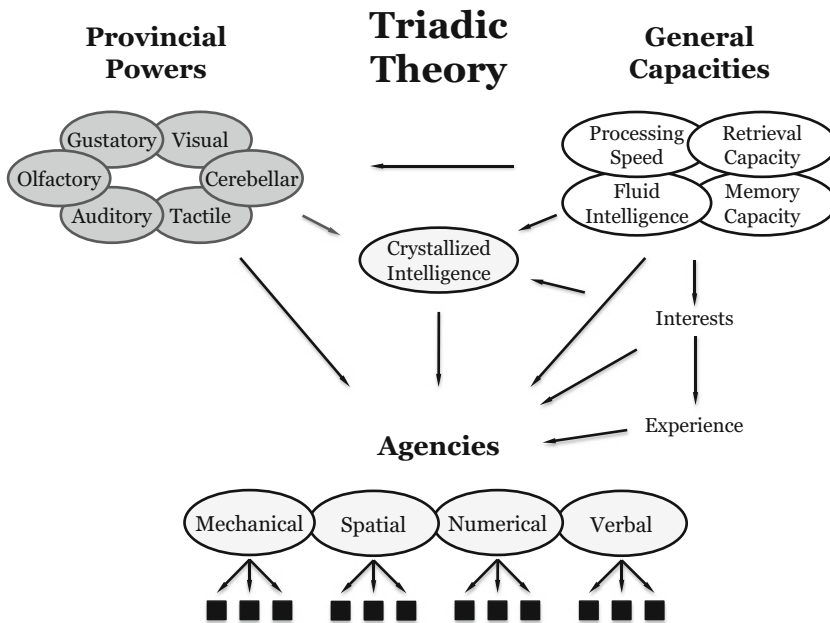 Provincial
Powers
Triadic
Theory
General
Capacities
Gustatory
Visual
Olfactory
Cerebellar
Auditory
Tactile
Processing
Speed
Retrieval
Capacity
Fluid
Intelligence
Memory
Capacity
Crystallized
Intelligence
Interests
Experience
Agencies
Mechanical
Spatial
Numerical
Verbal